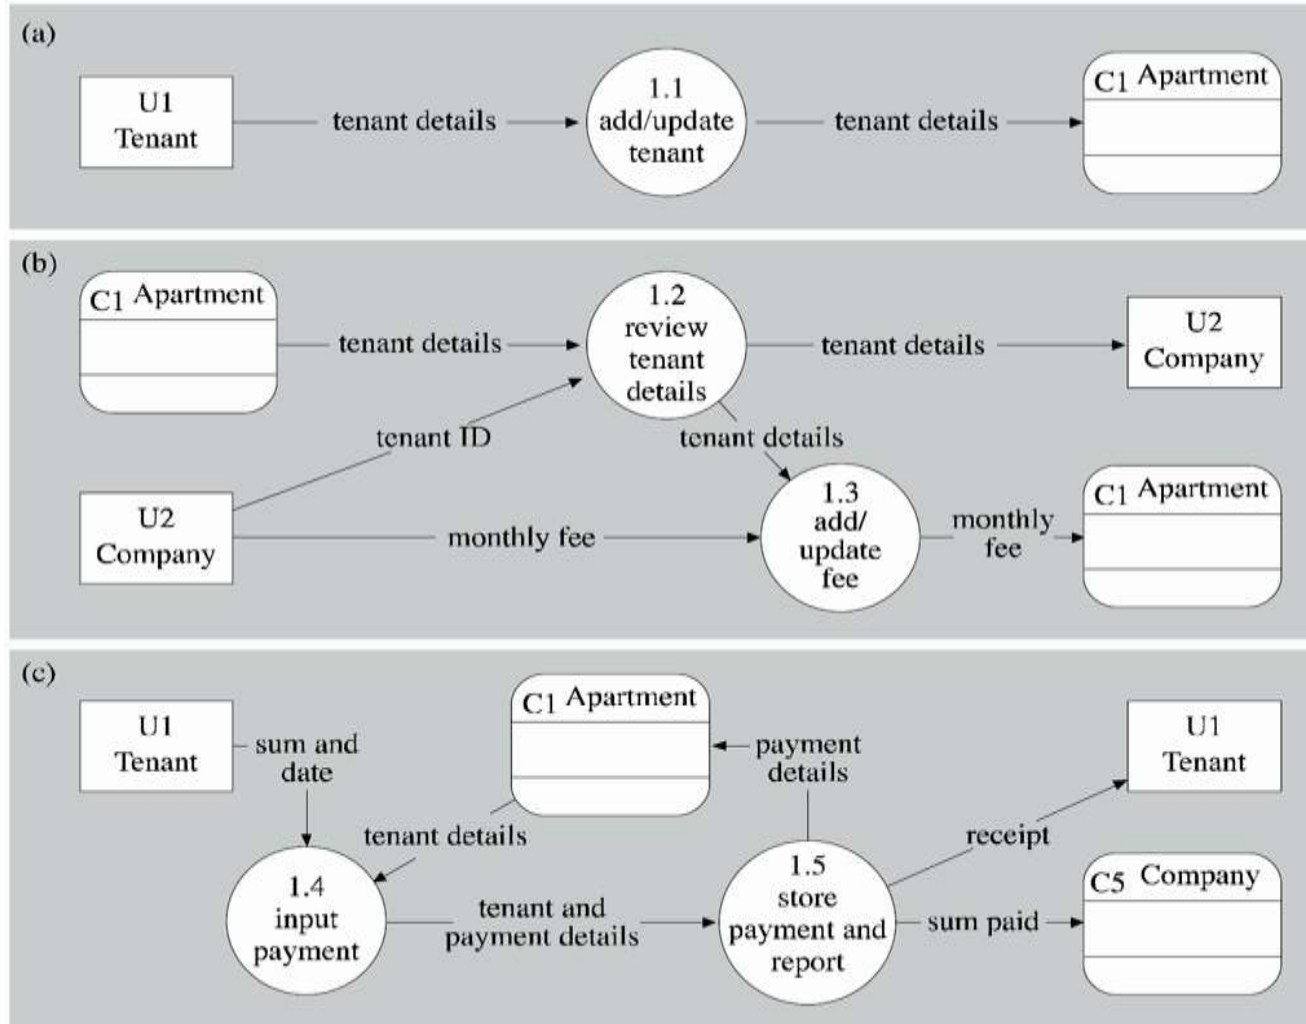 (a)
U1
Tenant
tenant details
1.1
add/update
tenant
tenant details
C1 Apartment
(b)
C1 Apartment
tenant details
1.2
review
tenant
details
tenant details
U2
Company
tenant ID
tenant details
U2
Company
monthly fee
1.3
add/
update
fee
monthly
fee
C1 Apartment
(c)
U1
Tenant
sum and
date
C1 Apartment
payment
details
U1
Tenant
tenant details
receipt
1.4
input
payment
tenant and
payment details
1.5
store
payment and
report
sum paid
C5 Company